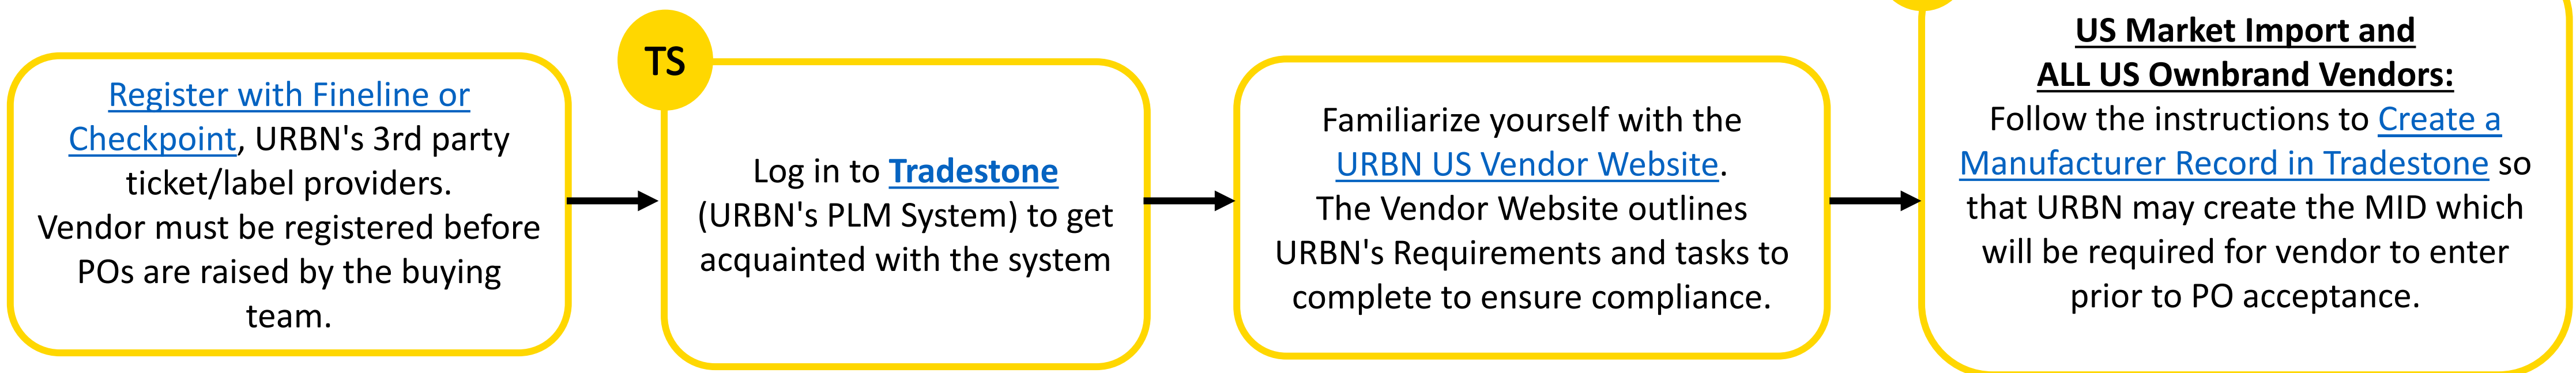 Register with Fineline or
Checkpoint, URBN's 3rd party
ticket/label providers.
Vendor must be registered before
POs are raised by the buying
team.
TS
Log in to Tradestone
(URBN's PLM System) to get
acquainted with the system
Familiarize yourself with the
URBN US Vendor Website.
The Vendor Website outlines
URBN's Requirements and tasks to
complete to ensure compliance.
US Market Import and
ALL US Ownbrand Vendors:
Follow the instructions to Create a
Manufacturer Record in Tradestone so
that URBN may create the MID which
will be required for vendor to enter
prior to PO acceptance.